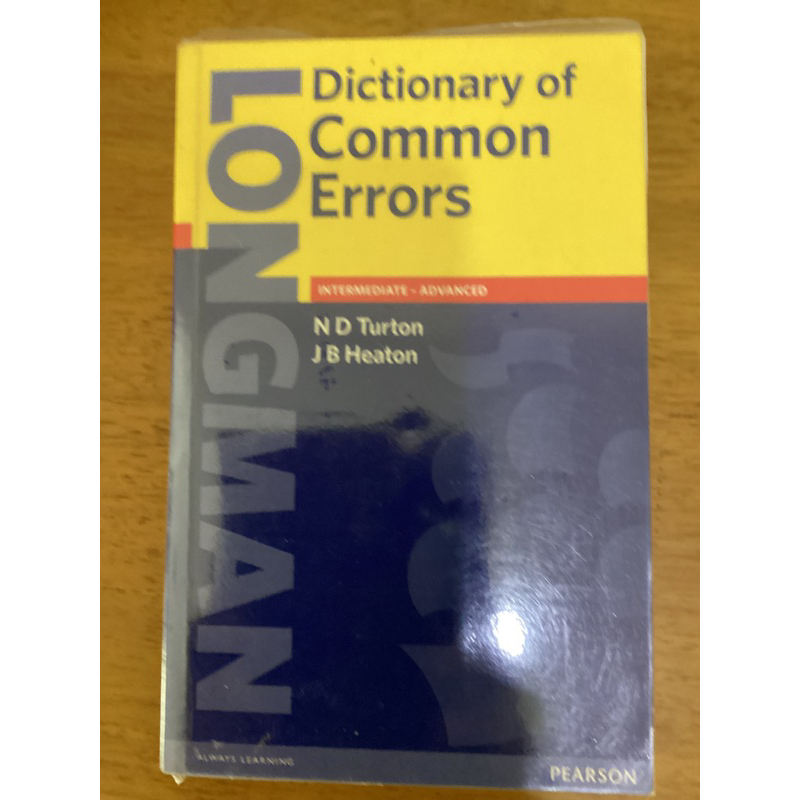 LONGMAN
Dictionary of
Common
Errors
INTERMEDIATE - ADVANCED
N D Turton
J B Heaton
ALWAYS LEARNING
PEARSON